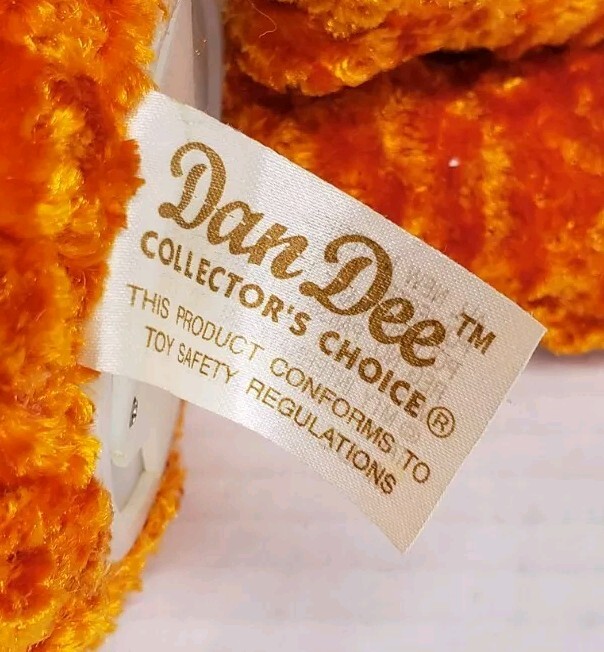 Dan Dee™
COLLECTOR'S CHOICE®
THIS PRODUCT CONFORMS TO
TOY SAFETY REGULATIONS